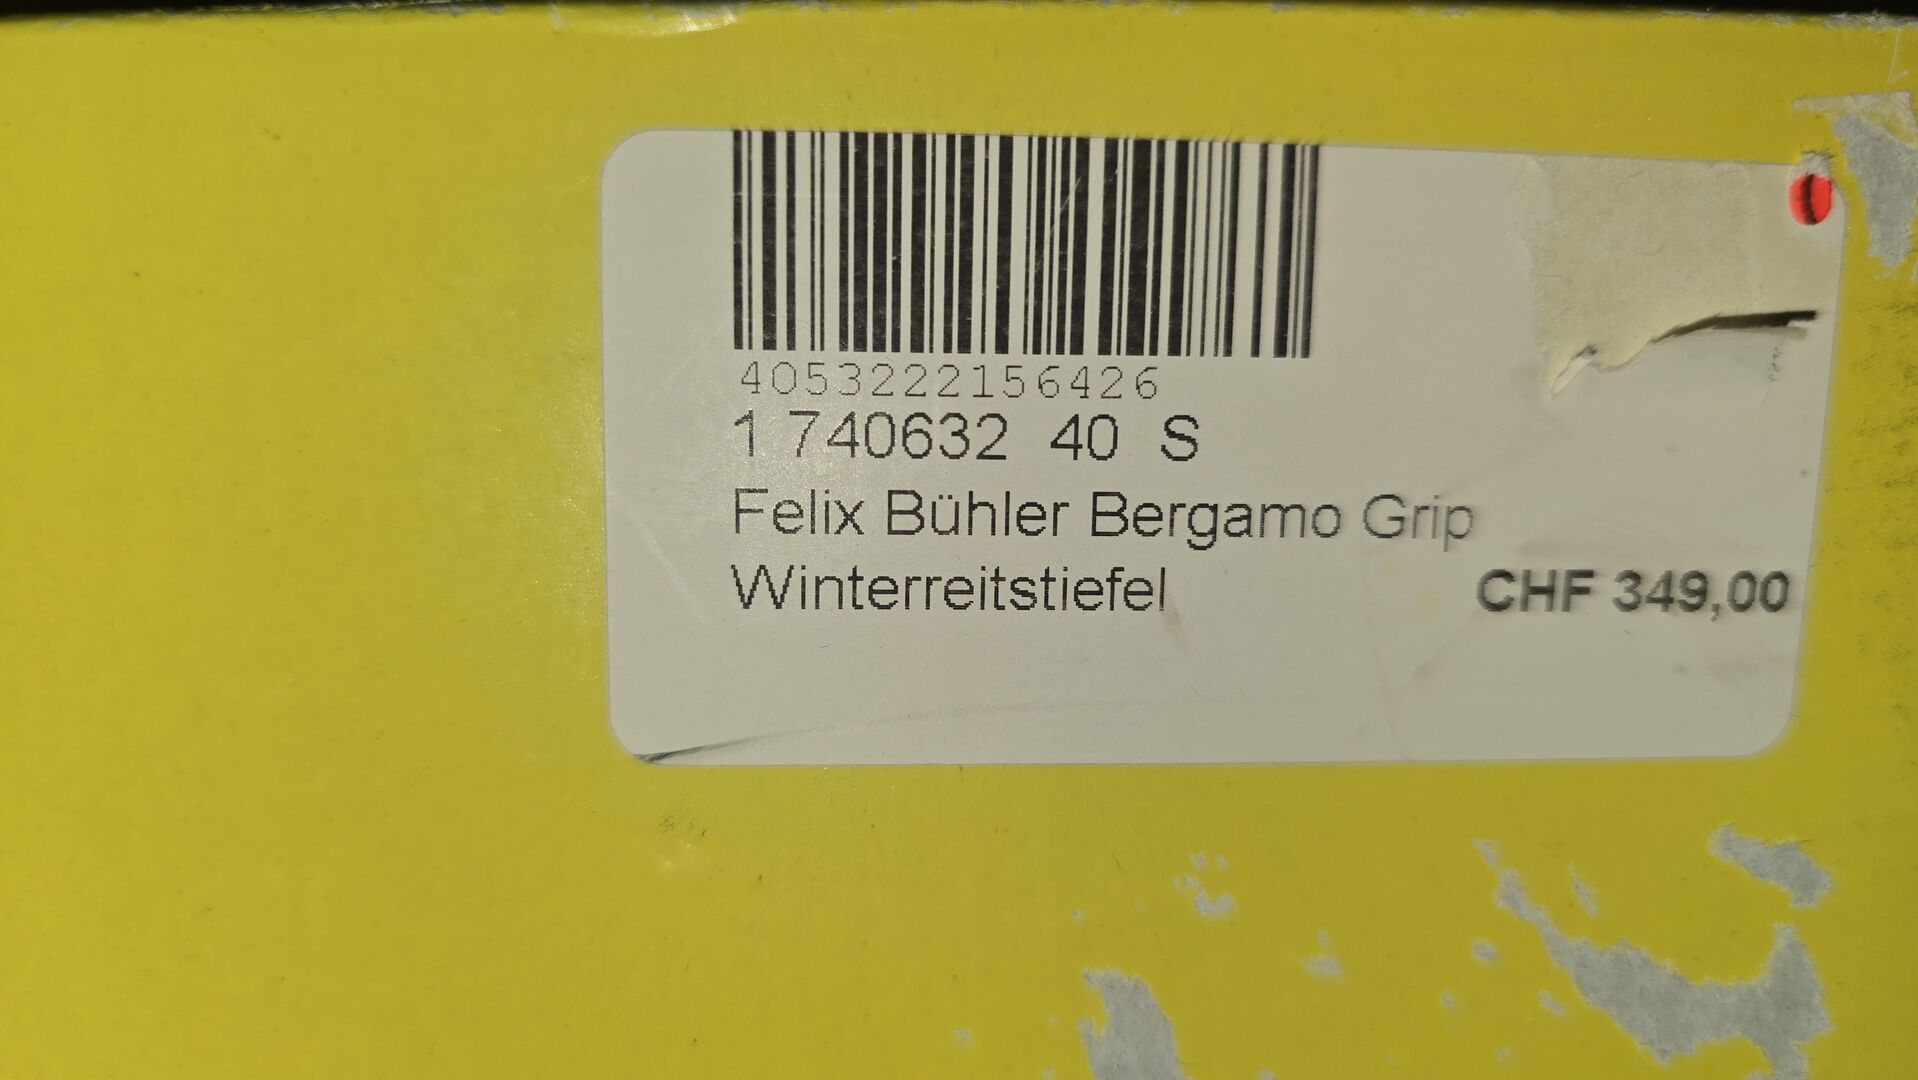 4053222156426
1 740632 40 S
Felix Bühler Bergamo Grip
Winterreitstiefel
CHF 349,00